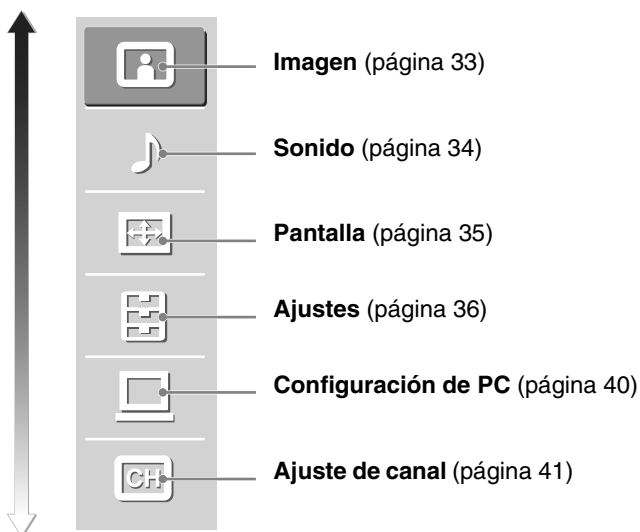 Imagen (página 33)
Sonido (página 34)
Pantalla (página 35)
Ajustes (página 36)
Configuración de PC (página 40)
CH
Ajuste de canal (página 41)